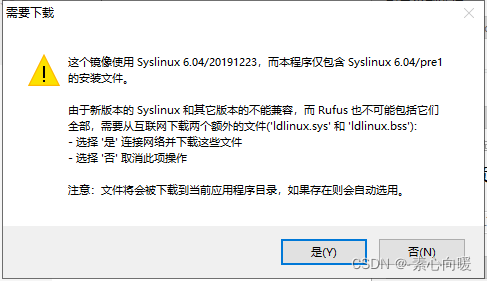 需要下载
这个镜像使用 Syslinux 6.04/20191223，而本程序仅包含 Syslinux 6.04/pre1
的安装文件。
由于新版本的 Syslinux 和其它版本的不能兼容，而 Rufus 也不可能包括它们
全部，需要从互联网下载两个额外的文件('ldlinux.sys' 和 'ldlinux.bss'):
- 选择 '是' 连接网络并下载这些文件
- 选择 '否' 取消此项操作
注意：文件将会被下载到当前应用程序目录，如果存在则会自动选用。
是(Y)
否(N)
CSDN @-素心向暖